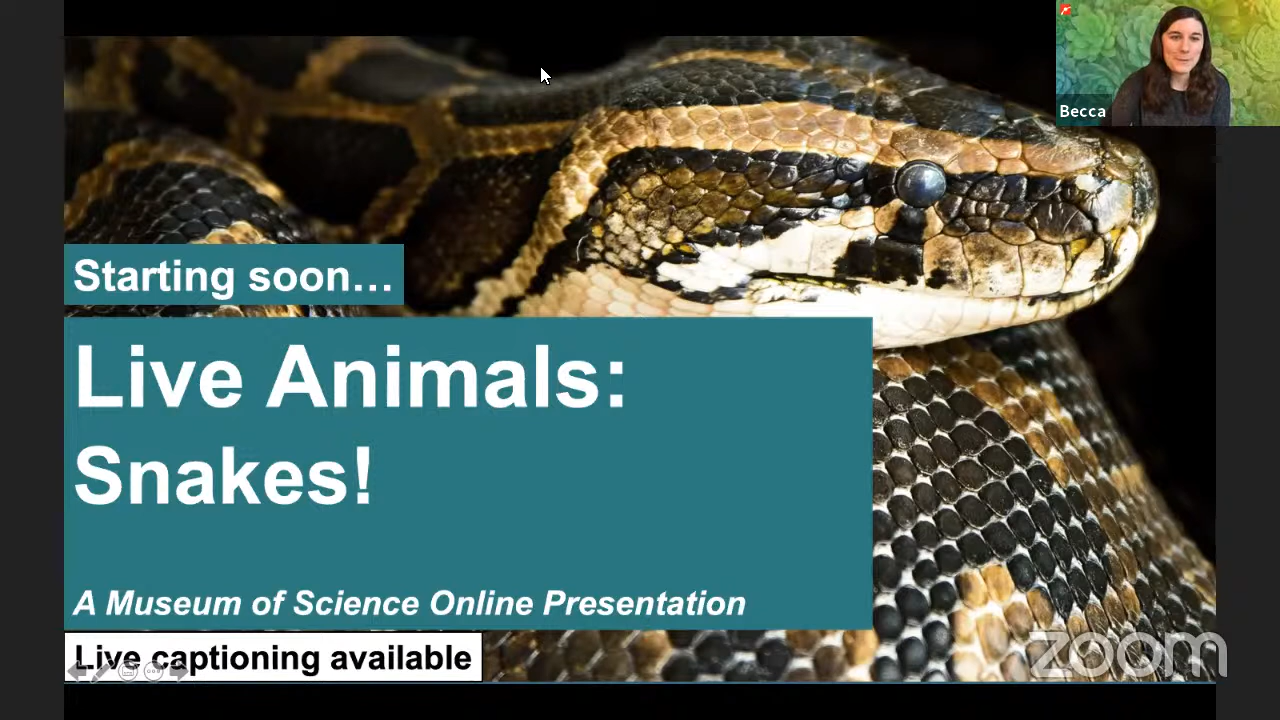 Becca
Starting soon...
Live Animals:
Snakes!
A Museum of Science Online Presentation
Live captioning available
zoom